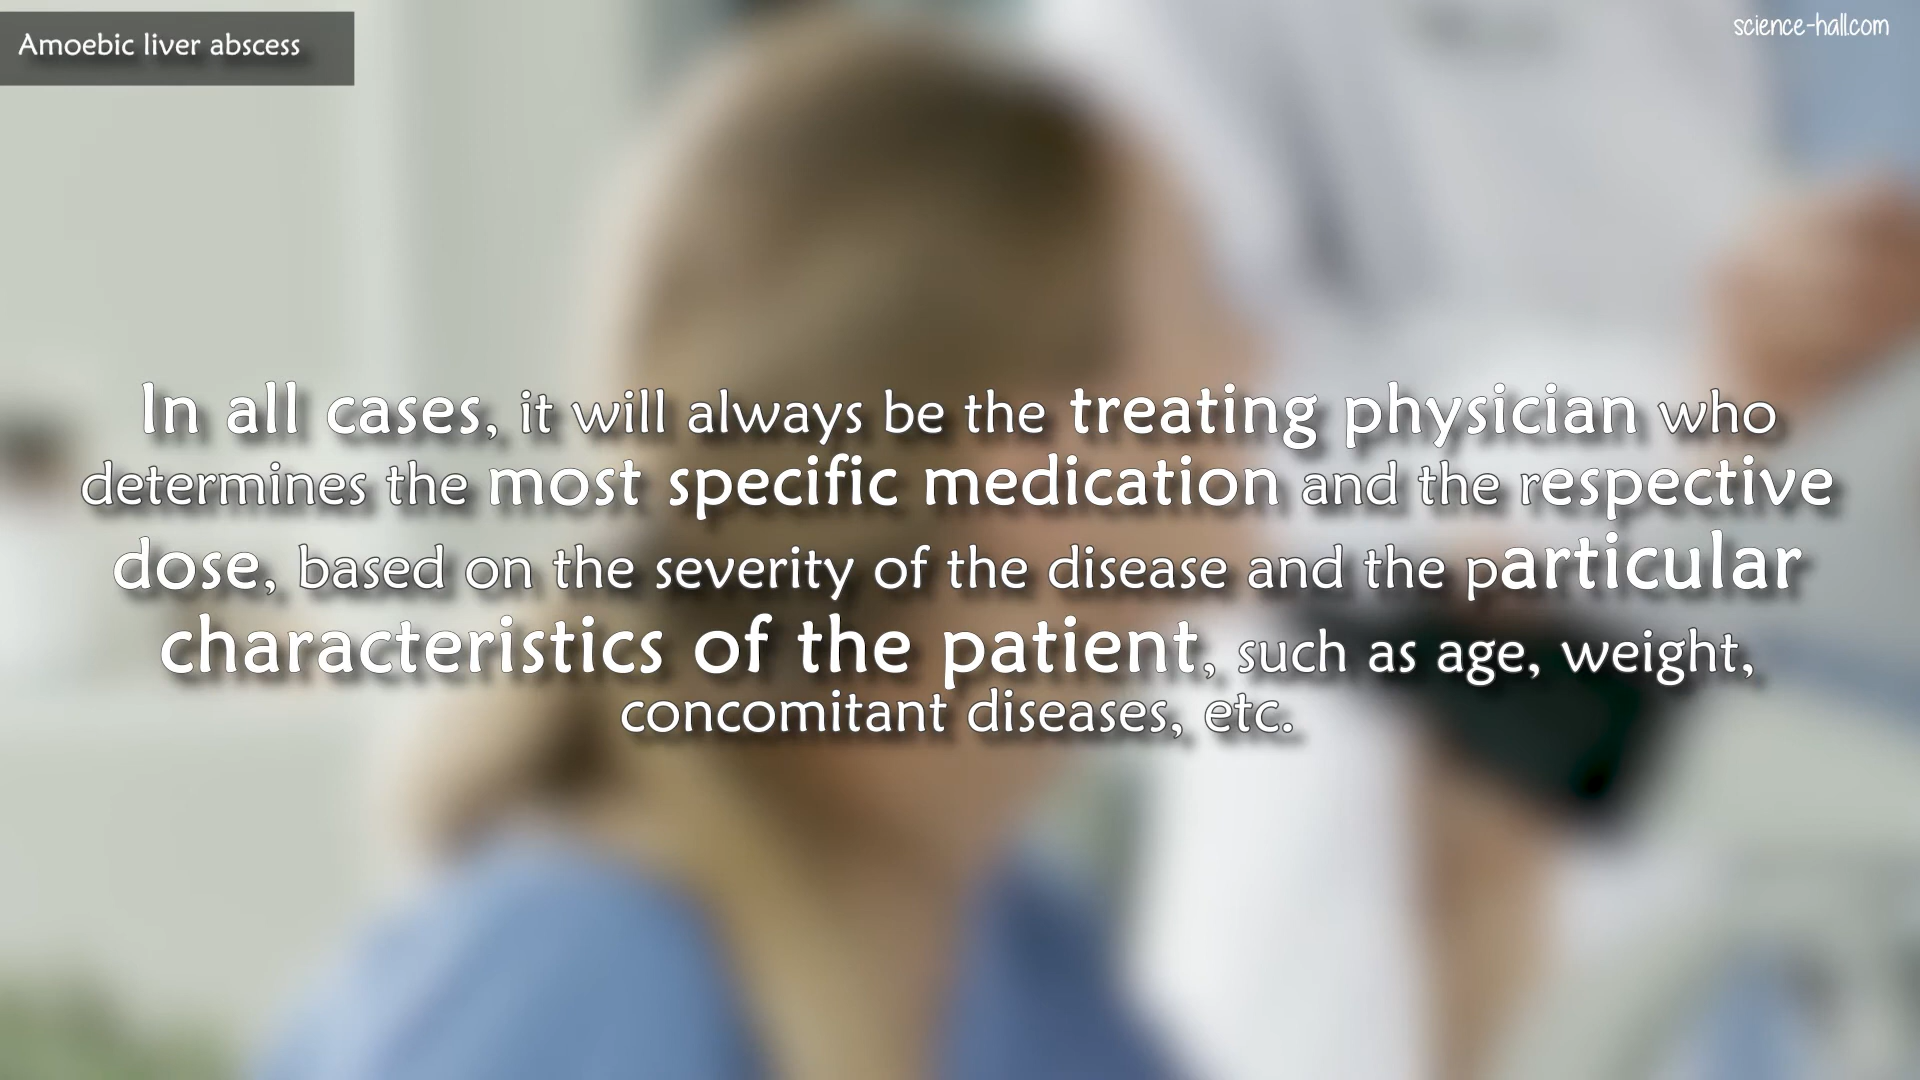 Amoebic liver abscess
science-hall.com
In all cases, it will always be the treating physician who
determines the most specific medication and the respective
dose, based on the severity of the disease and the particular
characteristics of the patient, such as age, weight,
concomitant diseases, etc.